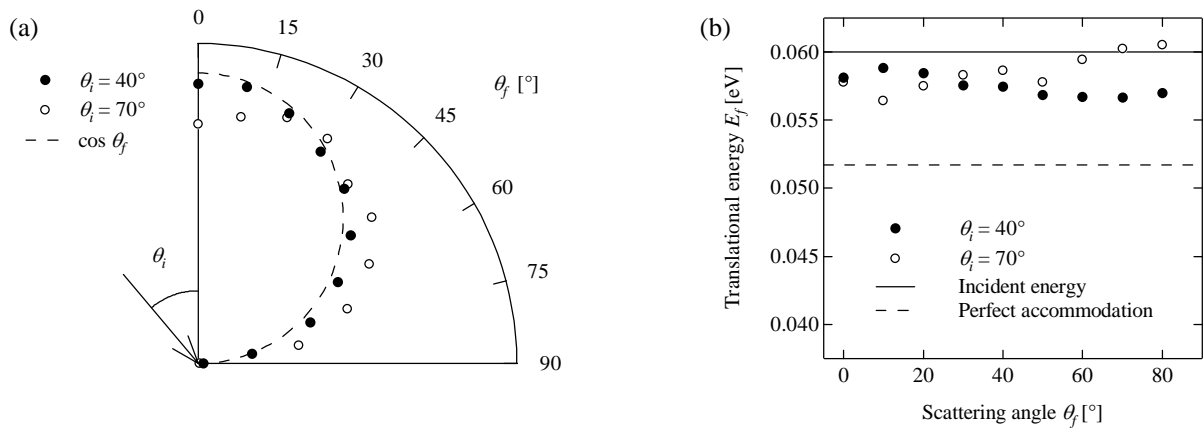 (a)
θi = 40°
θi = 70°
cos θf
0
15
30
45
60
75
90
θf [°]
θi
(b)
Translational energy Ef [eV]
0.060
0.055
0.050
0.045
0.040
θi = 40°
θi = 70°
Incident energy
Perfect accommodation
0 20 40 60 80
Scattering angle θf [°]